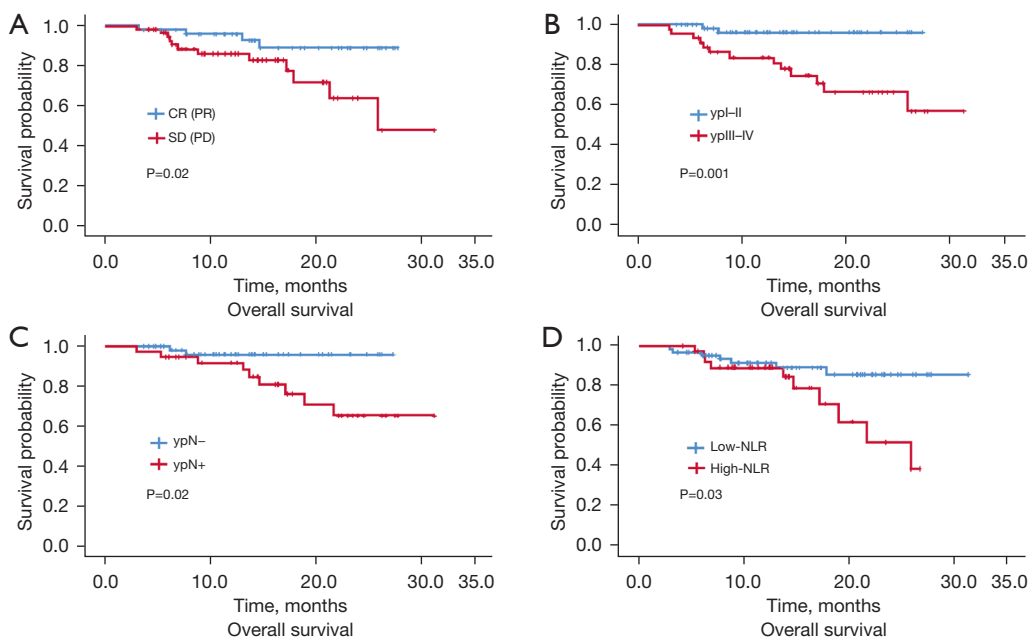 A
Survival probability
1.0
0.8
0.6
0.4
0.2
0.0
CR (PR)
SD (PD)
P=0.02
0.0 10.0 20.0 30.0 35.0
Time, months
Overall survival
B
Survival probability
1.0
0.8
0.6
0.4
0.2
0.0
ypI–II
ypIII–IV
P=0.001
0.0 10.0 20.0 30.0 35.0
Time, months
Overall survival
C
Survival probability
1.0
0.8
0.6
0.4
0.2
0.0
ypN–
ypN+
P=0.02
0.0 10.0 20.0 30.0 35.0
Time, months
Overall survival
D
Survival probability
1.0
0.8
0.6
0.4
0.2
0.0
Low-NLR
High-NLR
P=0.03
0.0 10.0 20.0 30.0 35.0
Time, months
Overall survival